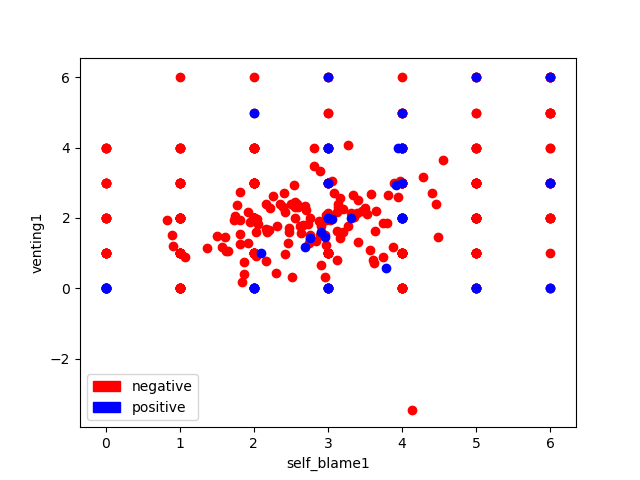 6
4
2
0
−2
venting1
negative
positive
0 1 2 3 4 5 6
self_blame1